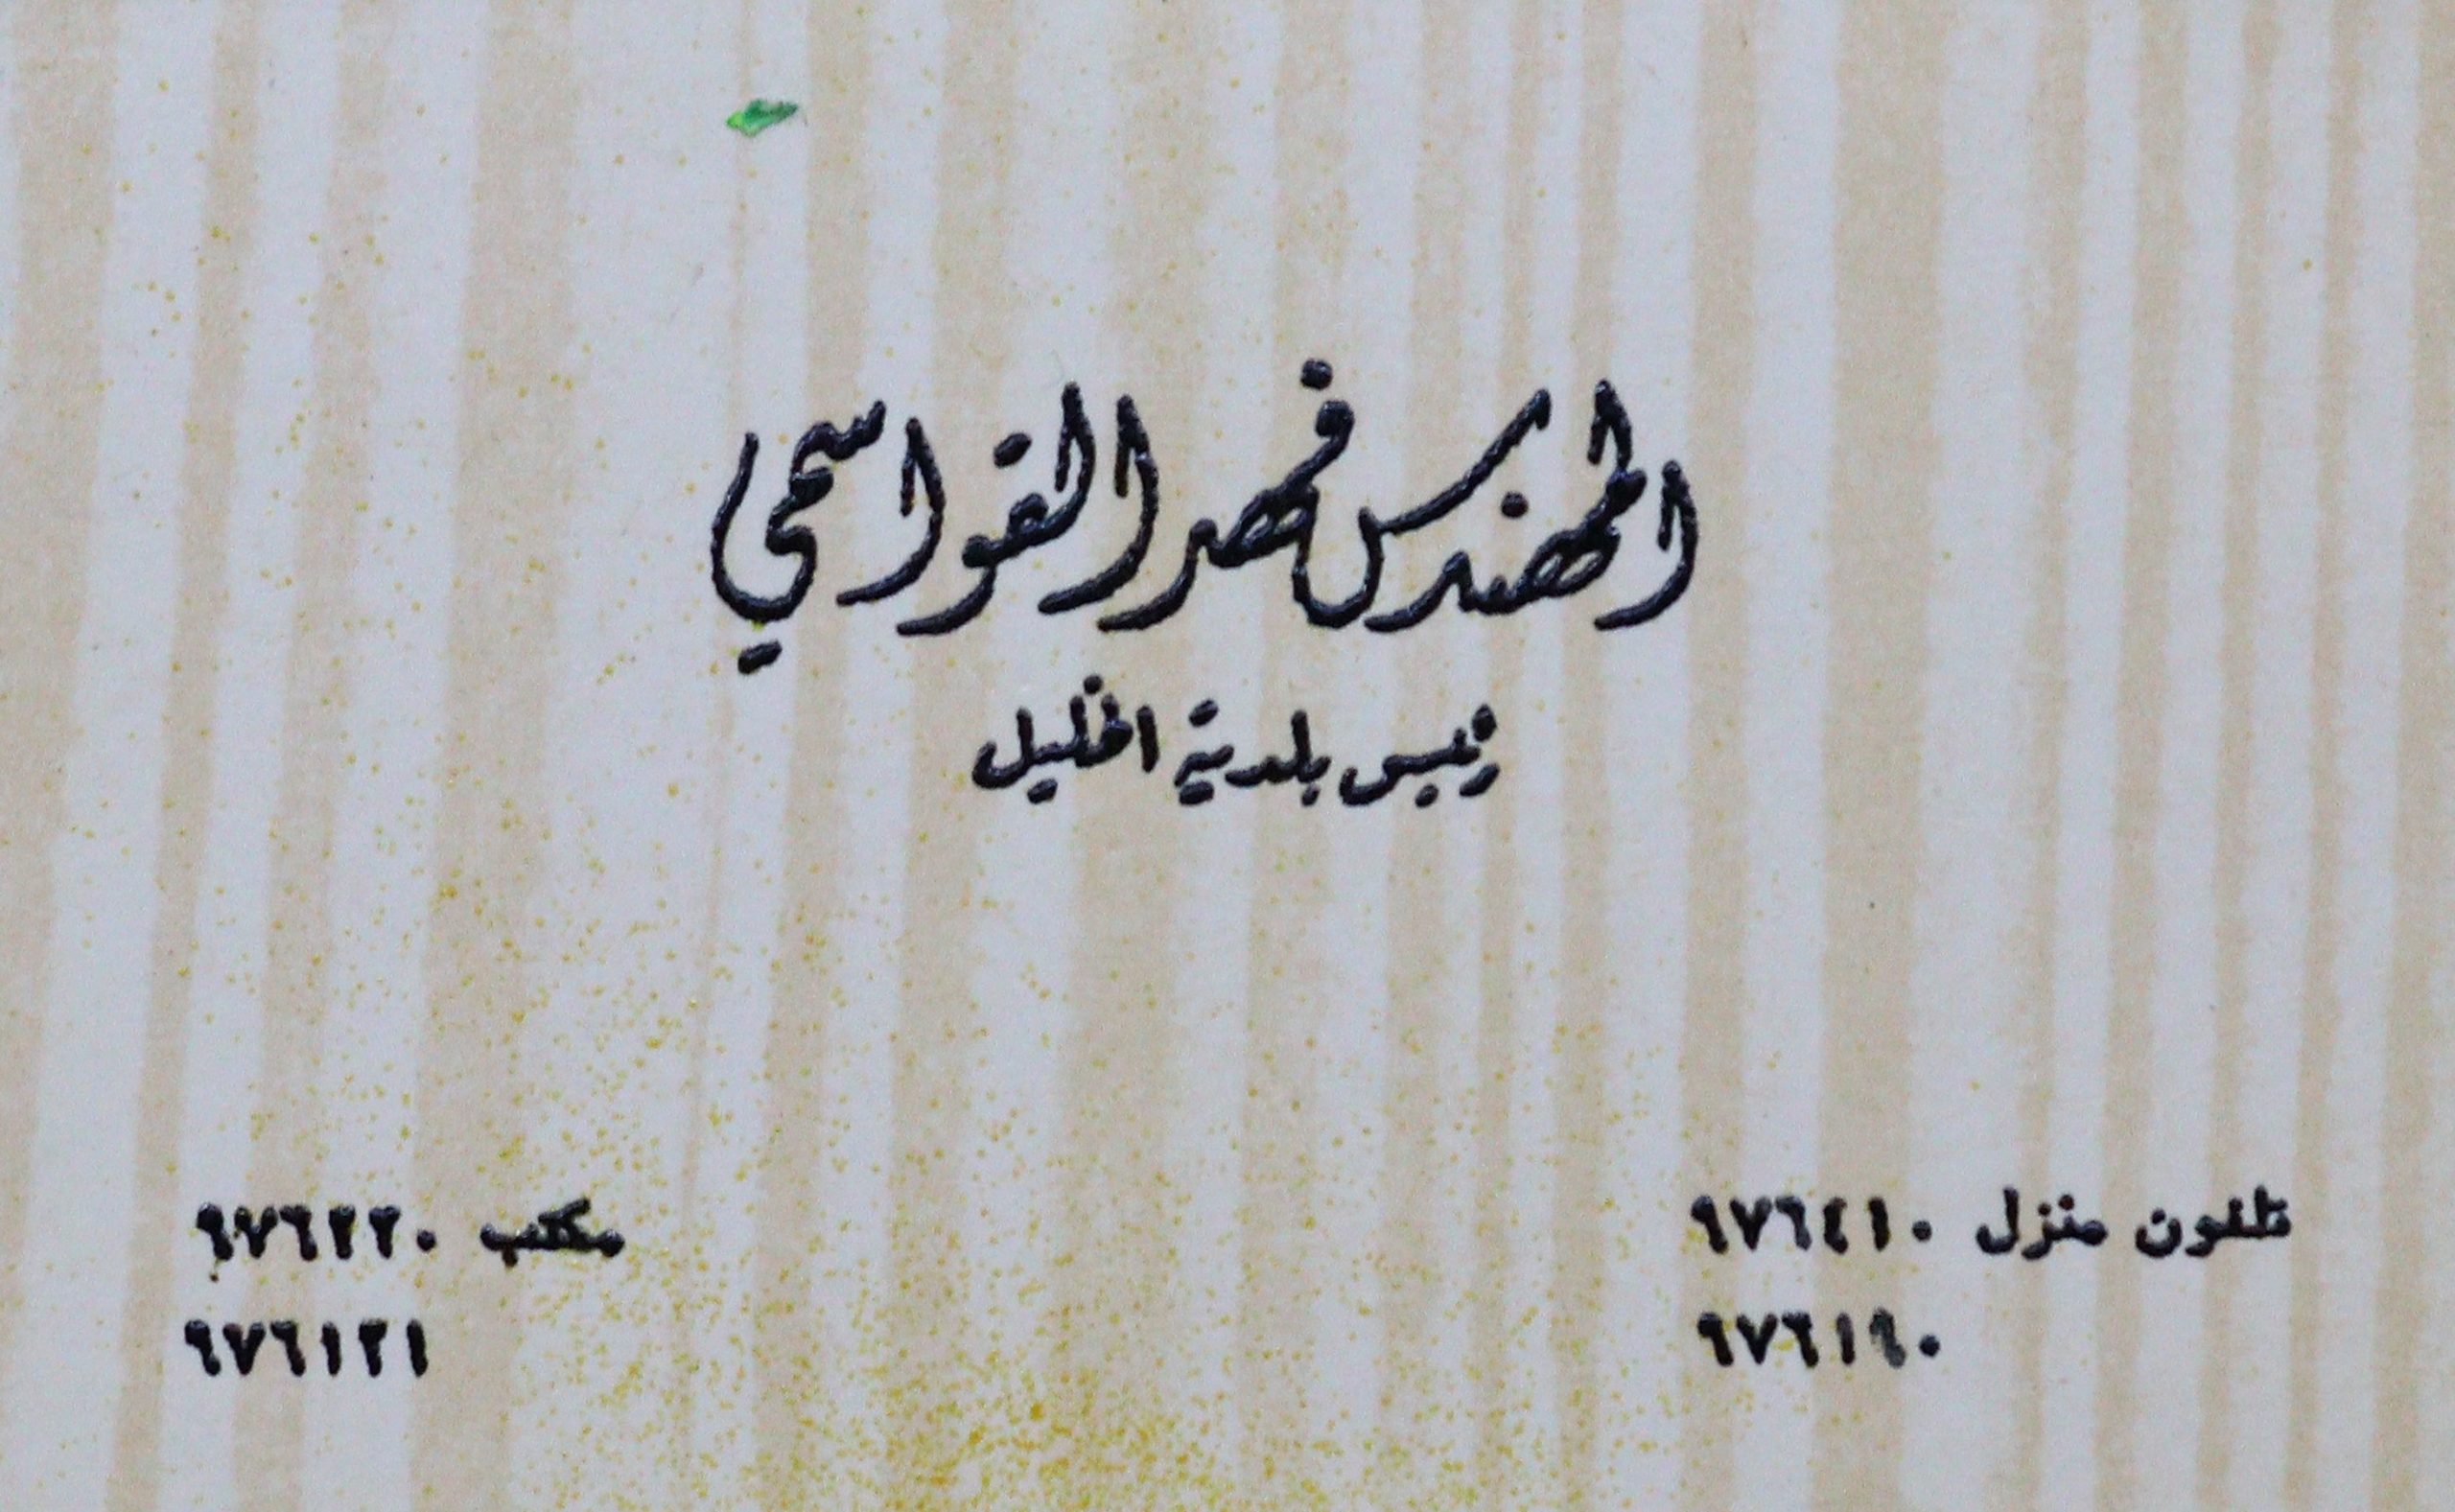 المهندس فهد القواسمي
رئيس بلدية الخليل
تلفون منزل ٩٧٦٤١٠
٩٧٦١٩٠
مكتب ٩٧٦٢٢٠
٩٧٦١٢١